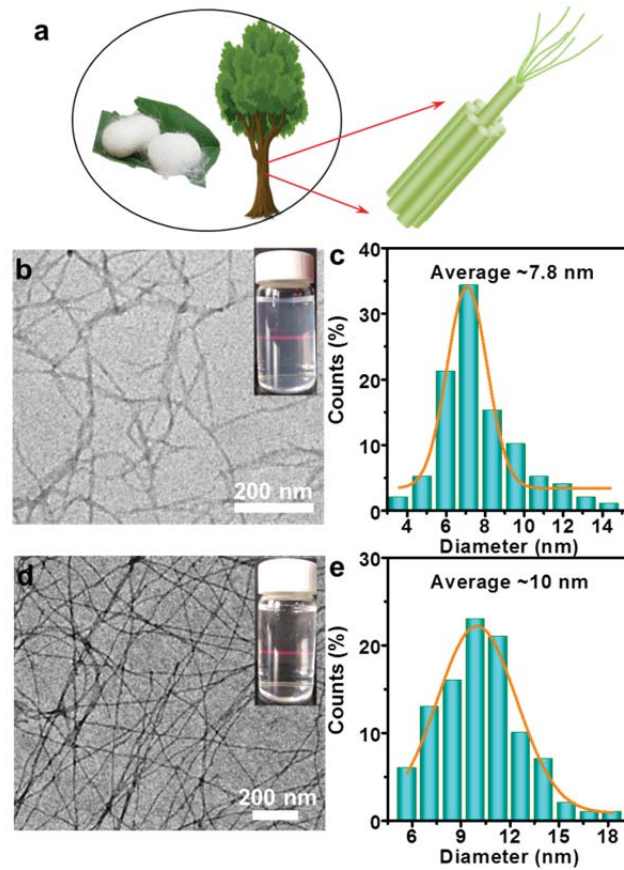 a
b
200 nm
c
Average ~7.8 nm
Counts (%)
40
30
20
10
0
4 6 8 10 12 14
Diameter (nm)
d
200 nm
e
Average ~10 nm
Counts (%)
30
20
10
0
6 9 12 15 18
Diameter (nm)